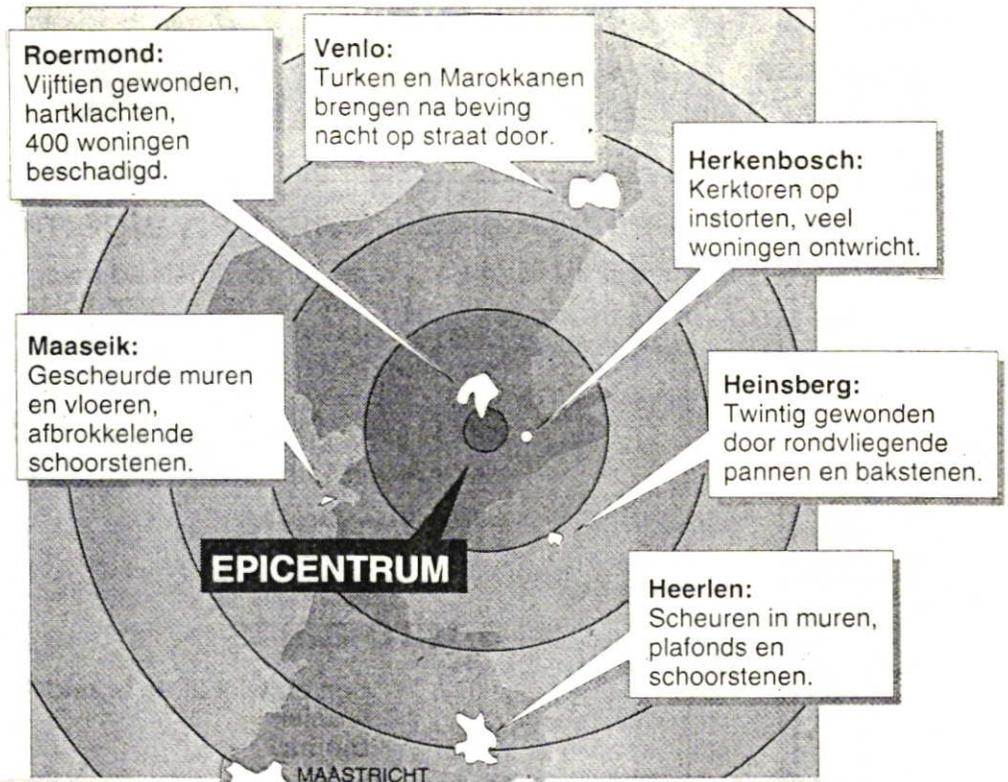 Roermond:
Vijftien gewonden,
hartklachten,
400 woningen
beschadigd.
Venlo:
Turken en Marokkanen
brengen na beving
nacht op straat door.
Herkenbosch:
Kerktoren op
instorten, veel
woningen ontwricht.
Maaseik:
Gescheurde muren
en vloeren,
afbrokkelende
schoorstenen.
Heinsberg:
Twintig gewonden
door rondvliegende
pannen en bakstenen.
EPICENTRUM
Heerlen:
Scheuren in muren,
plafonds en
schoorstenen.
MAASTRICHT